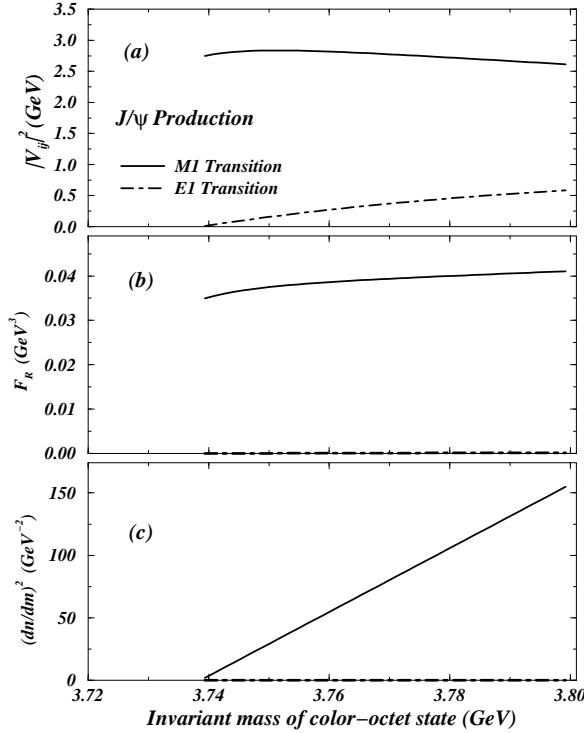 3.5
3.0
2.5
2.0
1.5
1.0
0.5
0.0
|V_ij|^2 (GeV)
(a)
J/ψ Production
M1 Transition
E1 Transition
0.04
0.03
0.02
0.01
0.00
F_R (GeV^3)
(b)
150
100
50
0
(dn/dm)^2 (GeV^−2)
(c)
3.72 3.74 3.76 3.78 3.80
Invariant mass of color−octet state (GeV)